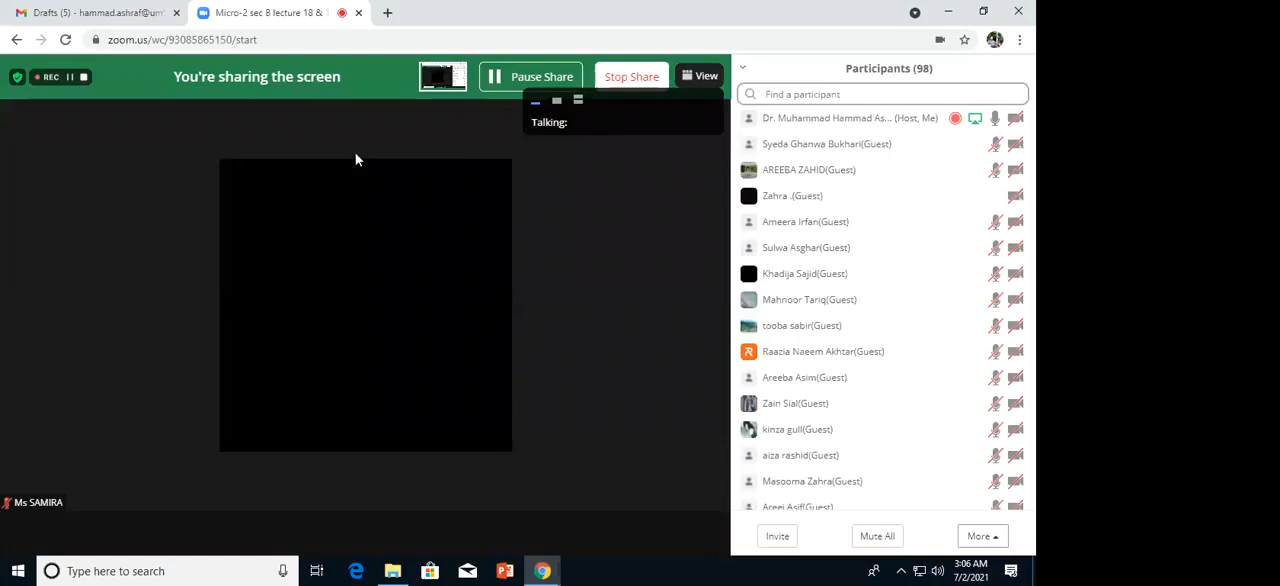 Drafts (5) - hammad.ashraf@um
Micro-2 sec B lecture 18 &
zoom.us/wc/93085865150/start
REC
You're sharing the screen
Pause Share
Stop Share
View
Talking:
Participants (98)
Find a participant
Dr. Muhammad Hammad As... (Host, Me)
Syeda Ghanwa Bukhari(Guest)
AREEBA ZAHID(Guest)
Zahra .(Guest)
Ameera Irfan(Guest)
Sulwa Asghar(Guest)
Khadija Sajid(Guest)
Mahnoor Tariq(Guest)
tooba sabir(Guest)
Raazia Naeem Akhtar(Guest)
Areeba Asim(Guest)
Zain Sial(Guest)
kinza gull(Guest)
aiza rashid(Guest)
Masooma Zahra(Guest)
Areej Asif(Guest)
Ms SAMIRA
Invite
Mute All
More
Type here to search
3:06 AM
7/2/2021